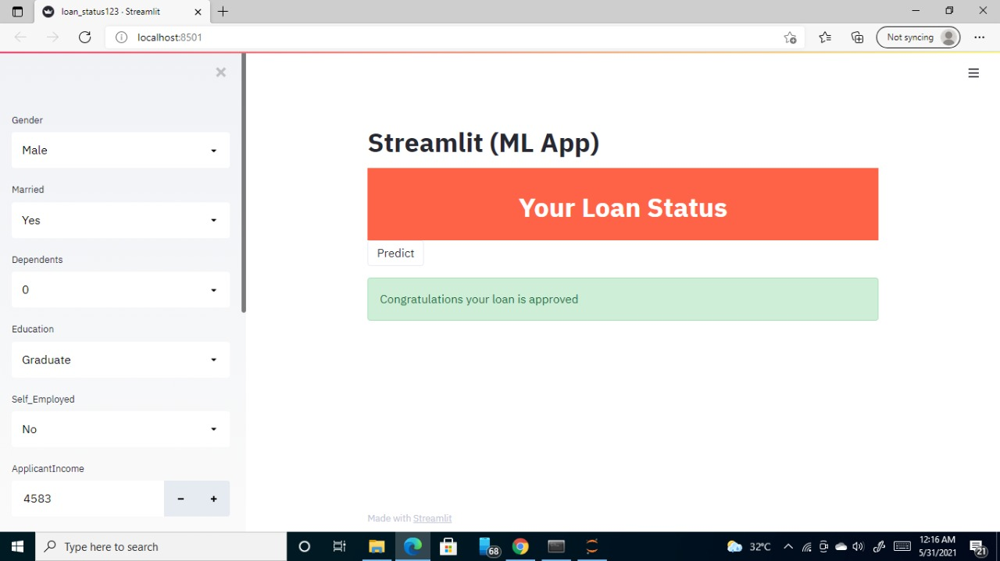 loan_status123 · Streamlit
localhost:8501
Not syncing
Gender
Male
Married
Yes
Dependents
0
Education
Graduate
Self_Employed
No
ApplicantIncome
4583
Streamlit (ML App)
Your Loan Status
Predict
Congratulations your loan is approved
Made with Streamlit
Type here to search
68
32°C
12:16 AM
5/31/2021
21